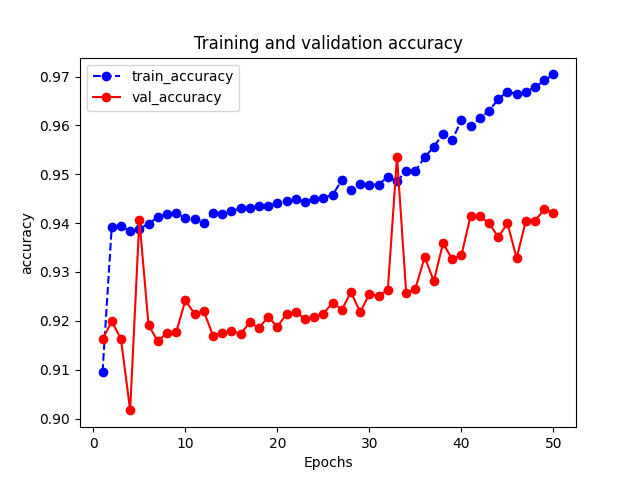 Training and validation accuracy
train_accuracy
val_accuracy
accuracy
0.97
0.96
0.95
0.94
0.93
0.92
0.91
0.90
0 10 20 30 40 50
Epochs